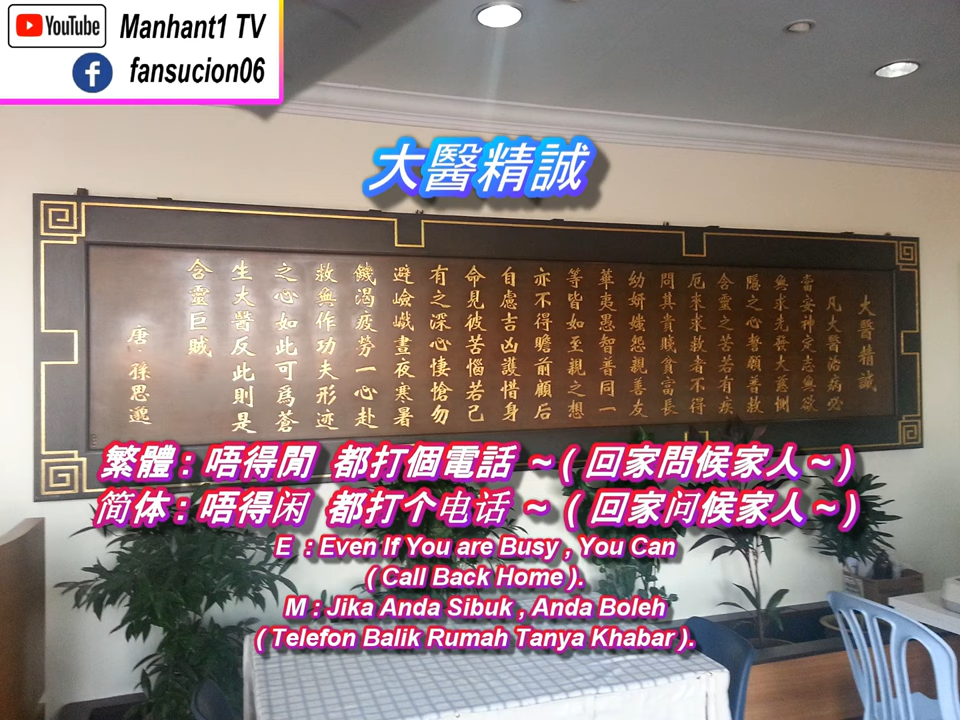 YouTube Manhant1 TV
fansucion06
大醫精誠
大醫精誠
凡大醫治病必
當安神定志無欲
無求先發大慈惻
隱之心誓願普救
含靈之苦若有疾
厄來求救者不得
問其貴賤貧富長
幼妍媸怨親善友
華夷愚智普同一
等皆如至親之想
亦不得瞻前顧后
自慮吉凶護惜身
命見彼苦惱若己
有之深心悽愴勿
避嶮巇晝夜寒暑
饑渴疲勞一心赴
救無作功夫形迹
之心如此可爲蒼
生大醫反此則是
含靈巨賊
唐·孫思邈
繁體 : 唔得閒 都打個電話 ~ ( 回家問候家人 ~ )
简体 : 唔得闲 都打个电话 ~ ( 回家问候家人 ~ )
E : Even If You are Busy , You Can
( Call Back Home ).
M : Jika Anda Sibuk , Anda Boleh
( Telefon Balik Rumah Tanya Khabar ).